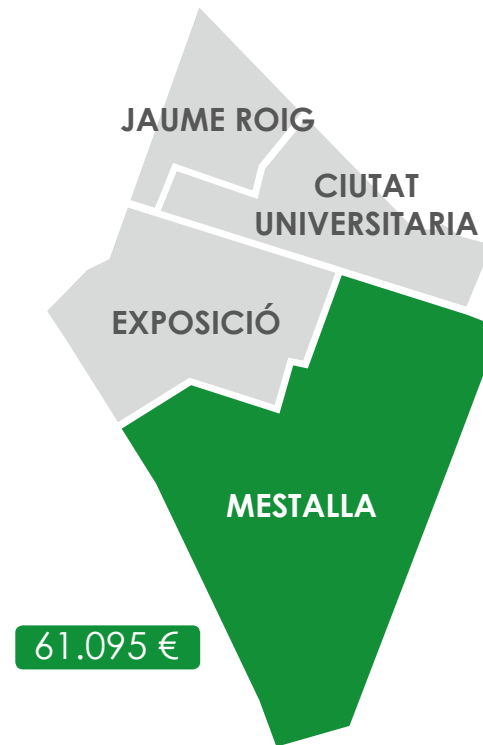 JAUME ROIG
CIUTAT
UNIVERSITARIA
EXPOSICIÓ
MESTALLA
61.095 €